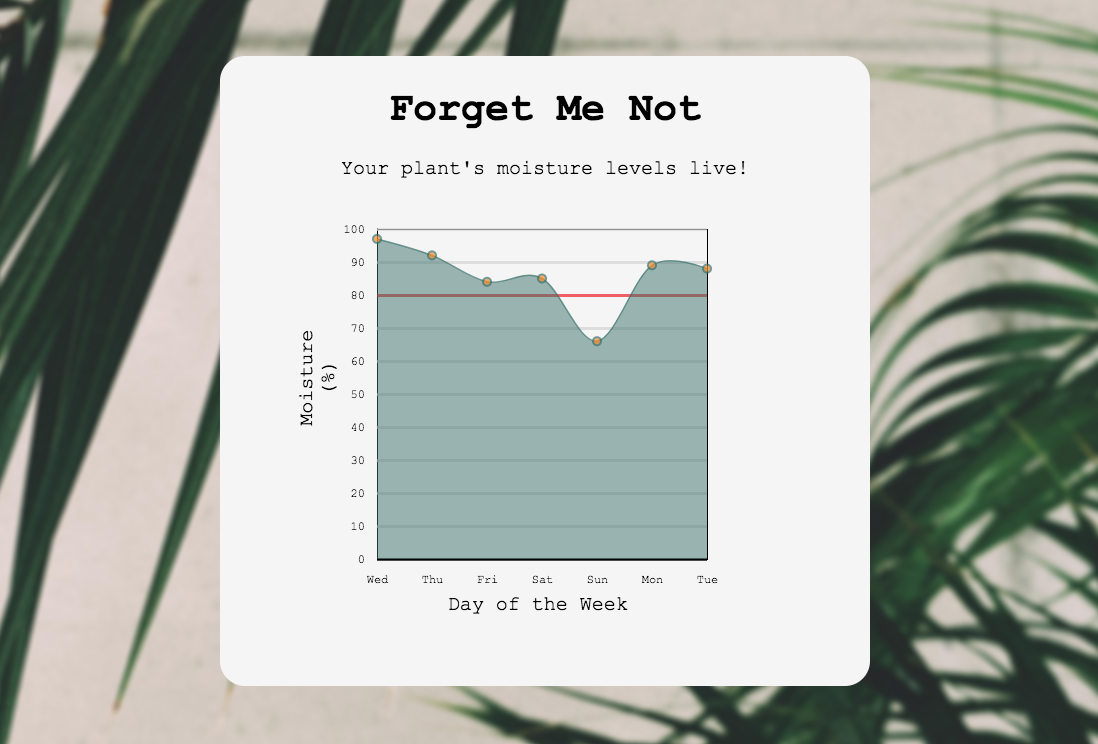 Forget Me Not
Your plant's moisture levels live!
100
90
80
70
60
50
40
30
20
10
0
Moisture
(%)
Wed Thu Fri Sat Sun Mon Tue
Day of the Week